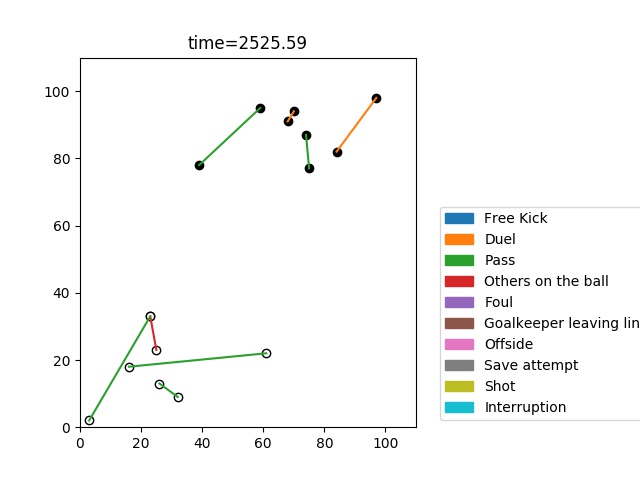 time=2525.59
100
80
60
40
20
0
0 20 40 60 80 100
Free Kick
Duel
Pass
Others on the ball
Foul
Goalkeeper leaving lin
Offside
Save attempt
Shot
Interruption